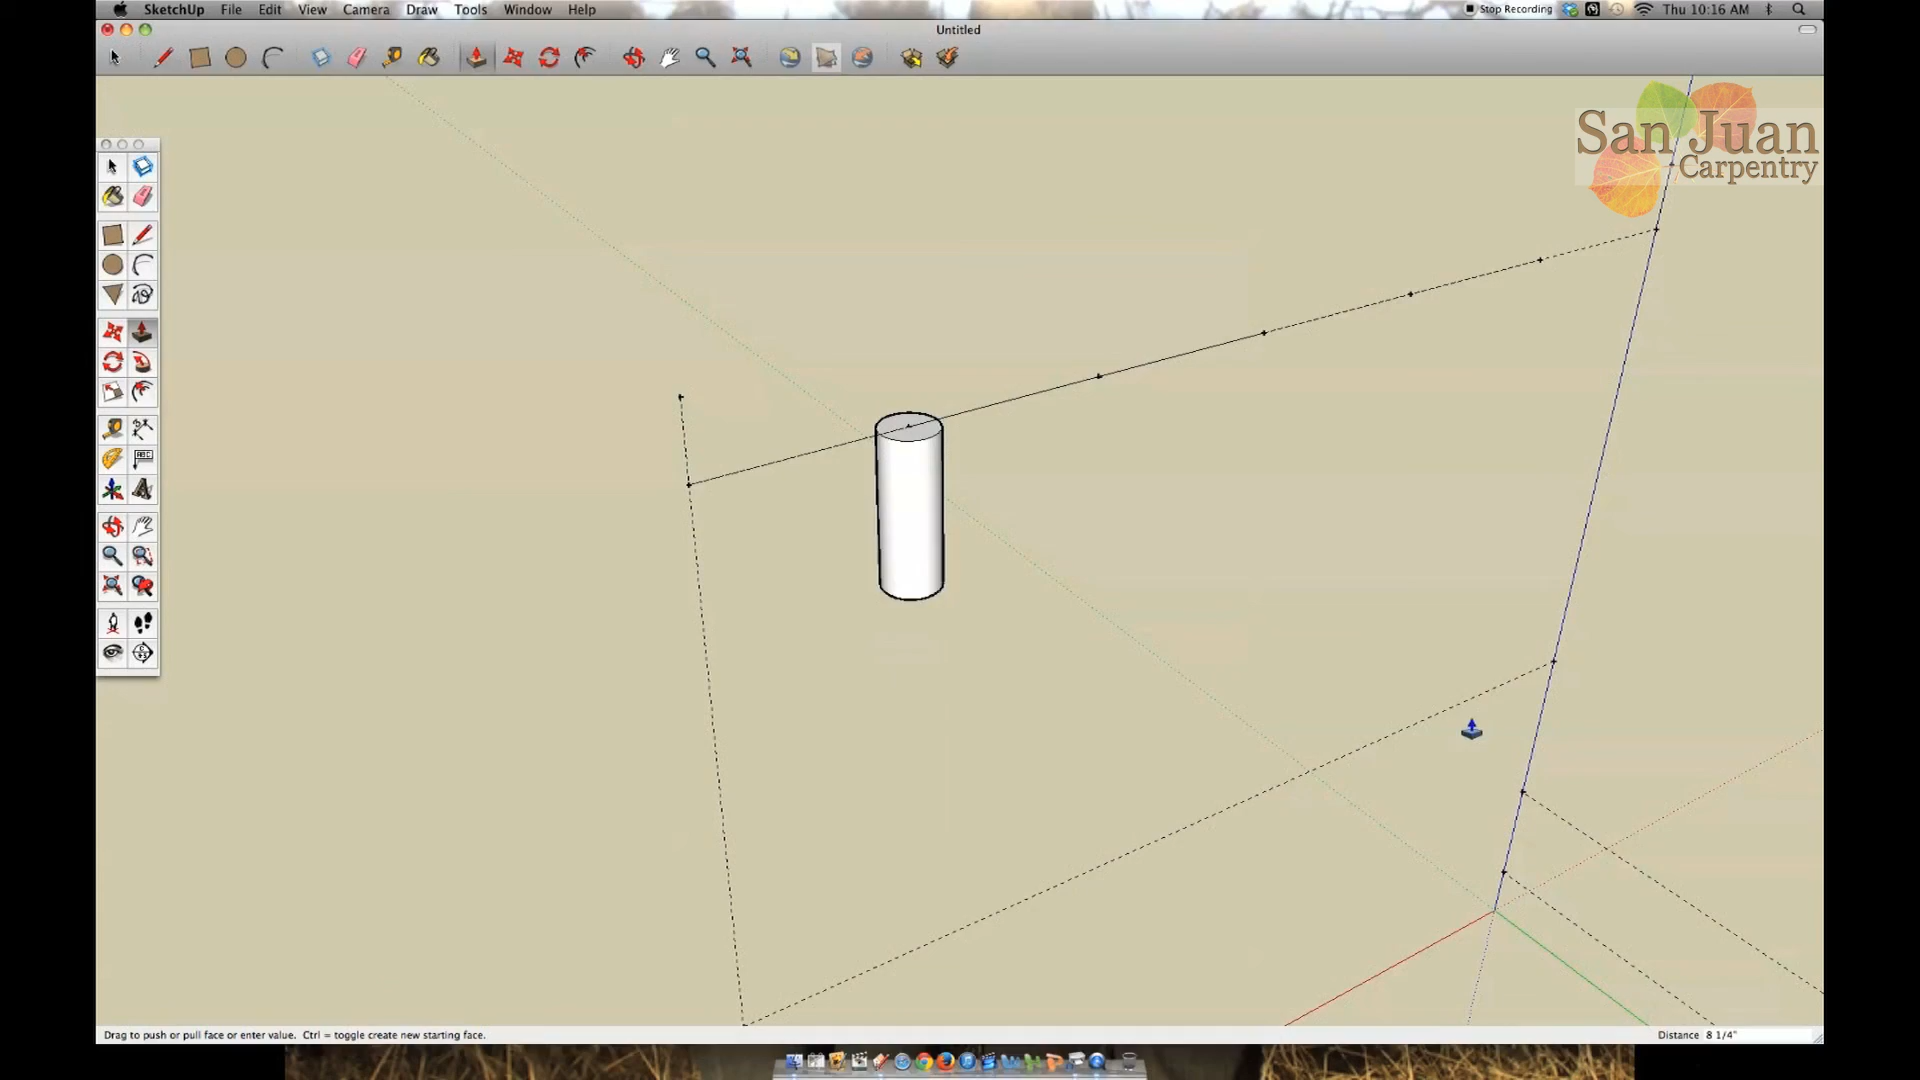 SketchUp File Edit View Camera Draw Tools Window Help Stop Recording Thu 10:16 AM
Untitled
San Juan
Carpentry
ABC
Drag to push or pull face or enter value. Ctrl = toggle create new starting face. Distance 8 1/4"